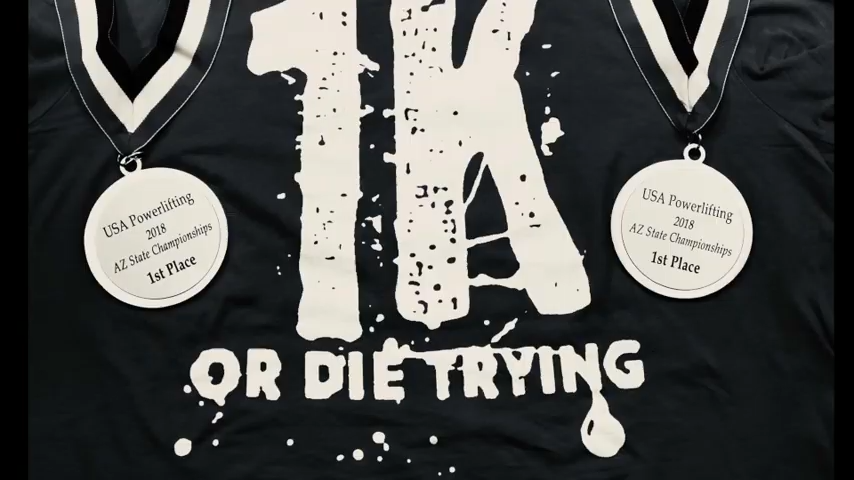 1K
OR DIE TRYING
USA Powerlifting
2018
AZ State Championships
1st Place
USA Powerlifting
2018
AZ State Championships
1st Place